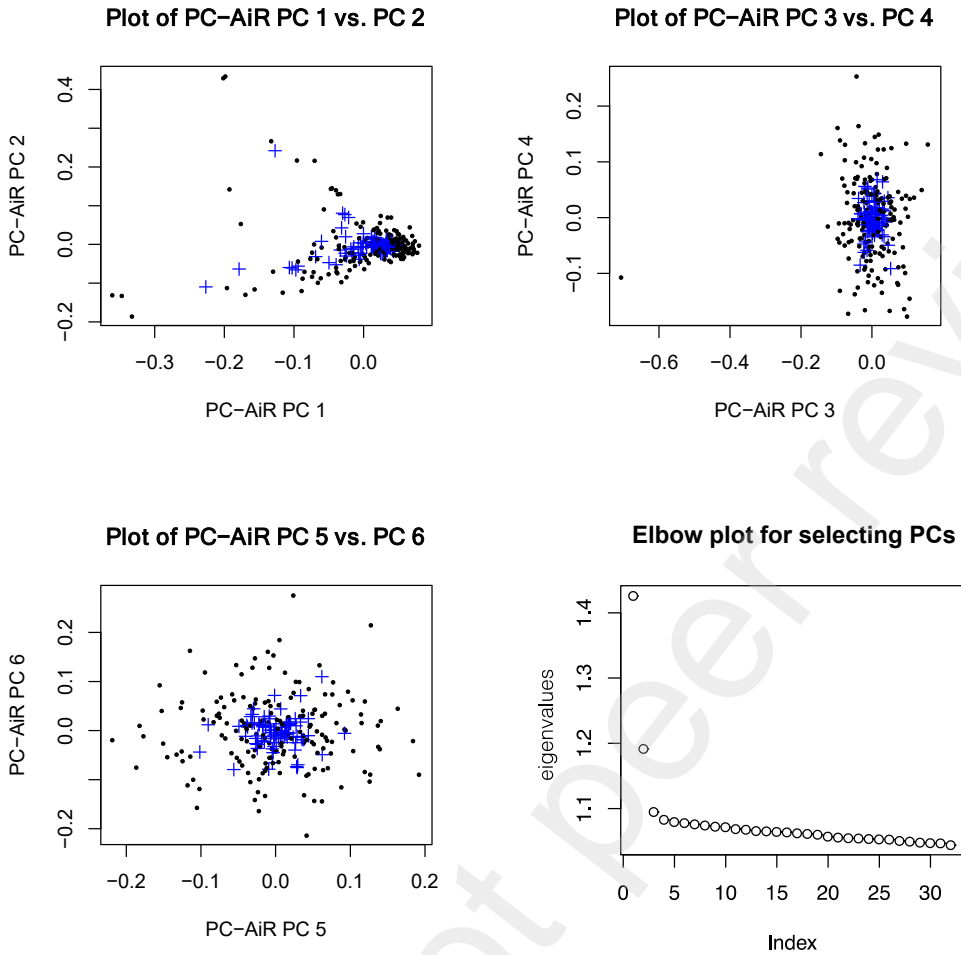 Plot of PC−AiR PC 1 vs. PC 2
PC−AiR PC 2
0.4
0.2
0.0
−0.2
−0.3
−0.2
−0.1
0.0
PC−AiR PC 1
Plot of PC−AiR PC 3 vs. PC 4
PC−AiR PC 4
0.2
0.1
0.0
−0.1
−0.6
−0.4
−0.2
0.0
PC−AiR PC 3
Plot of PC−AiR PC 5 vs. PC 6
PC−AiR PC 6
0.2
0.1
0.0
−0.2
−0.2
−0.1
0.0
0.1
0.2
PC−AiR PC 5
Elbow plot for selecting PCs
eigenvalues
1.4
1.3
1.2
1.1
0
5
10
15
20
25
30
Index
ot peer revi